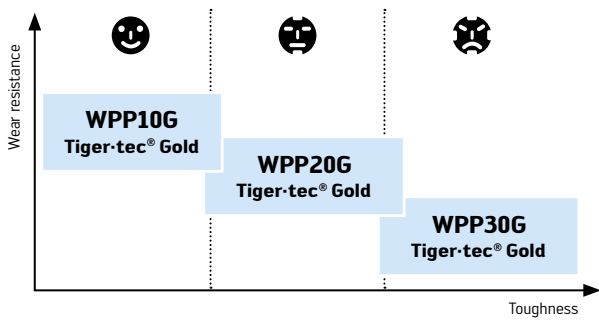 Wear resistance
WPP10G
Tiger·tec® Gold
WPP20G
Tiger·tec® Gold
WPP30G
Tiger·tec® Gold
Toughness